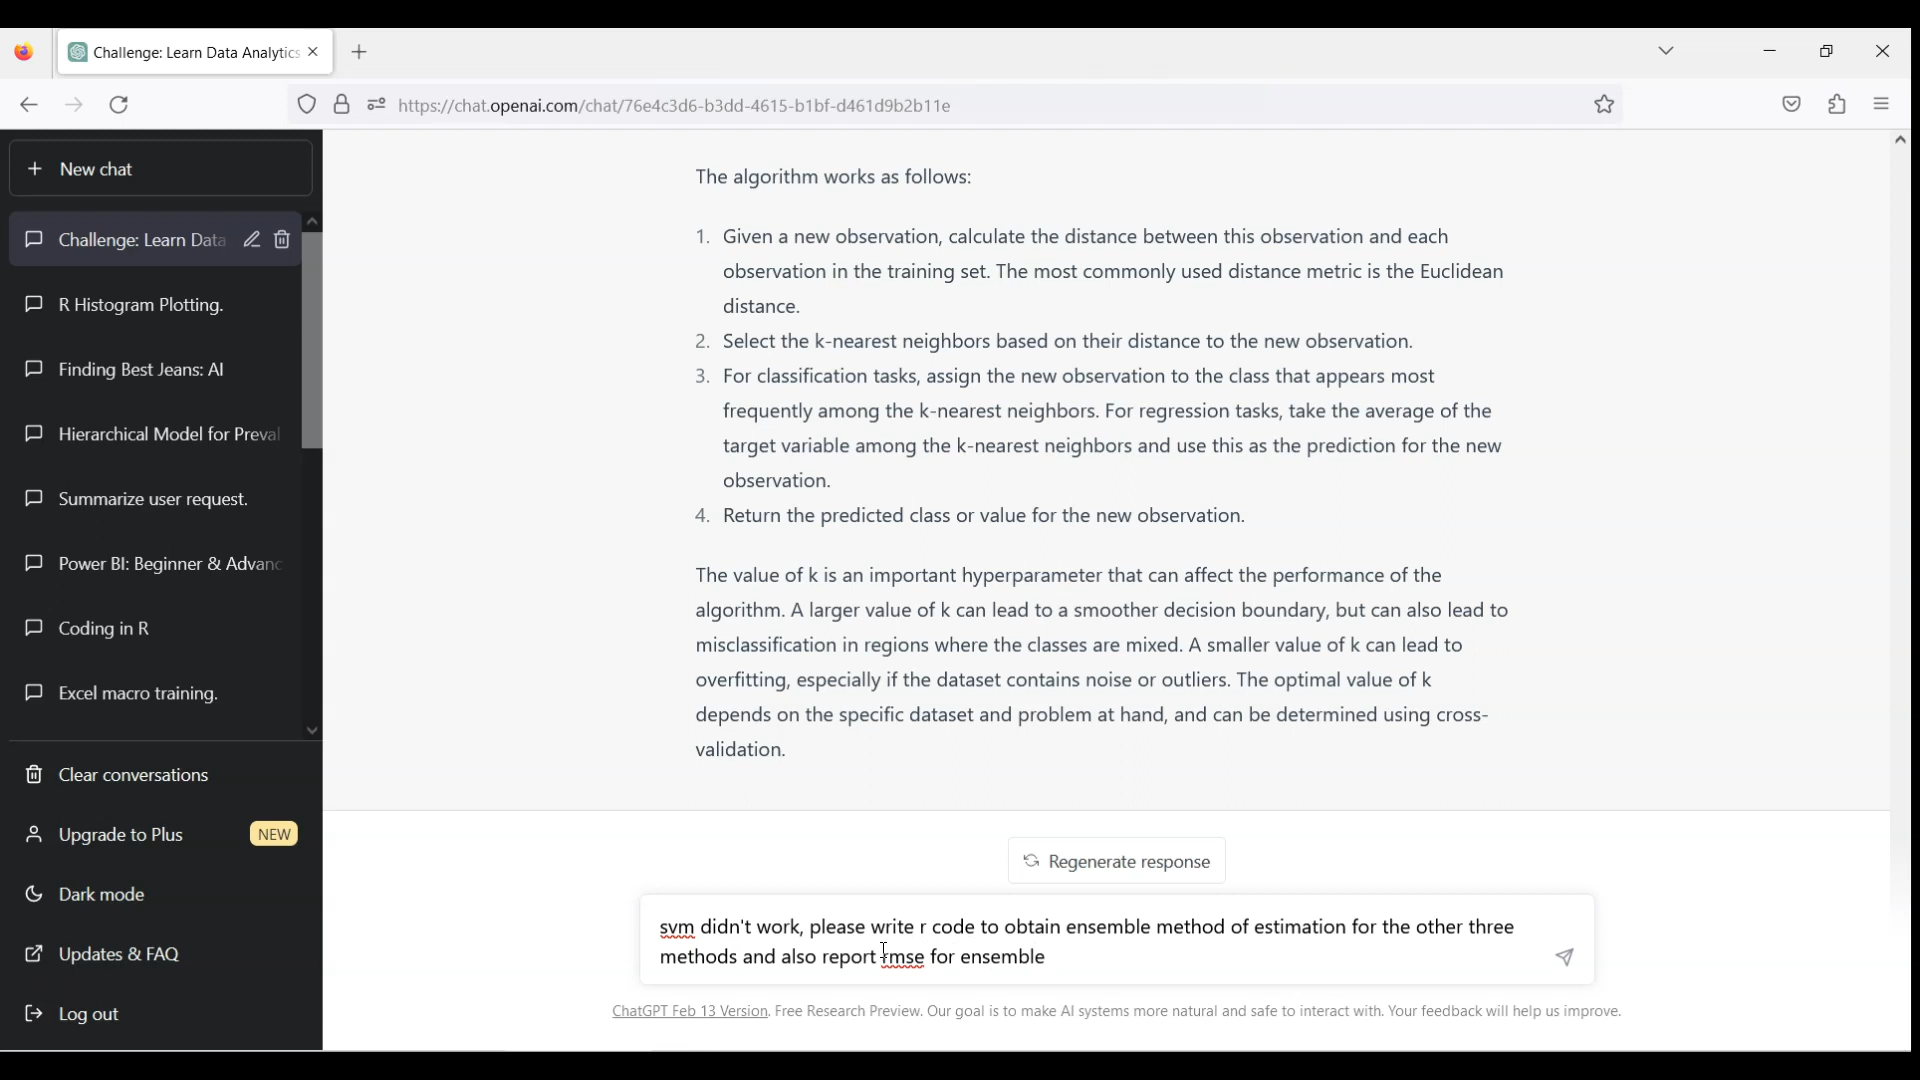 Challenge: Learn Data Analytics
https://chat.openai.com/chat/76e4c3d6-b3dd-4615-b1bf-d461d9b2b11e
New chat
Challenge: Learn Data
R Histogram Plotting.
Finding Best Jeans: AI
Hierarchical Model for Preval
Summarize user request.
Power BI: Beginner & Advanc
Coding in R
Excel macro training.
Clear conversations
Upgrade to Plus NEW
Dark mode
Updates & FAQ
Log out
The algorithm works as follows:
1. Given a new observation, calculate the distance between this observation and each
observation in the training set. The most commonly used distance metric is the Euclidean
distance.
2. Select the k-nearest neighbors based on their distance to the new observation.
3. For classification tasks, assign the new observation to the class that appears most
frequently among the k-nearest neighbors. For regression tasks, take the average of the
target variable among the k-nearest neighbors and use this as the prediction for the new
observation.
4. Return the predicted class or value for the new observation.
The value of k is an important hyperparameter that can affect the performance of the
algorithm. A larger value of k can lead to a smoother decision boundary, but can also lead to
misclassification in regions where the classes are mixed. A smaller value of k can lead to
overfitting, especially if the dataset contains noise or outliers. The optimal value of k
depends on the specific dataset and problem at hand, and can be determined using cross-
validation.
Regenerate response
svm didn't work, please write r code to obtain ensemble method of estimation for the other three
methods and also report rmse for ensemble
ChatGPT Feb 13 Version. Free Research Preview. Our goal is to make AI systems more natural and safe to interact with. Your feedback will help us improve.